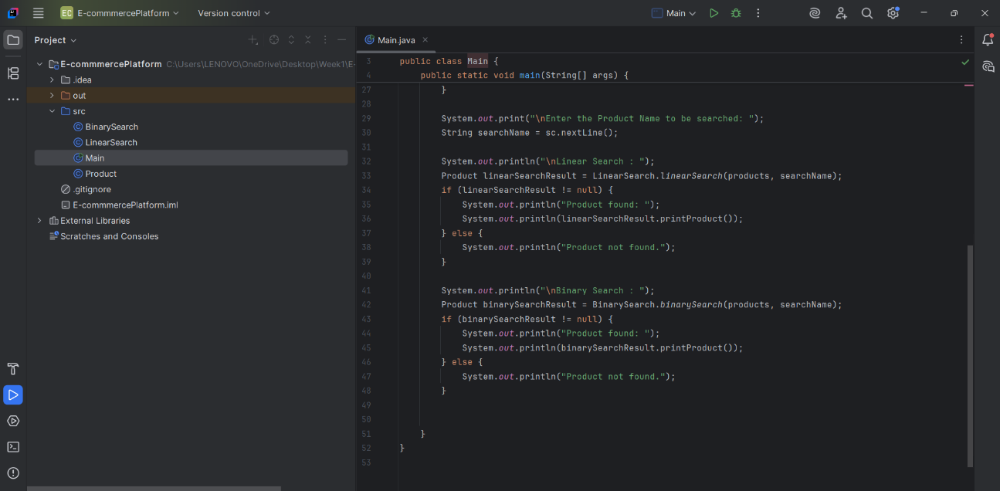 EC E-commmercePlatform Version control Main
Project
Main.java
E-commmercePlatform C:\Users\LENOVO\OneDrive\Desktop\Week1\E-
.idea
out
src
BinarySearch
LinearSearch
Main
Product
.gitignore
E-commmercePlatform.iml
External Libraries
Scratches and Consoles
3 public class Main {
4 public static void main(String[] args) {
27 }
28
29 System.out.print("\nEnter the Product Name to be searched: ");
30 String searchName = sc.nextLine();
31
32 System.out.println("\nLinear Search : ");
33 Product linearSearchResult = LinearSearch.linearSearch(products, searchName);
34 if (linearSearchResult != null) {
35 System.out.println("Product found: ");
36 System.out.println(linearSearchResult.printProduct());
37 } else {
38 System.out.println("Product not found.");
39 }
40
41 System.out.println("\nBinary Search : ");
42 Product binarySearchResult = BinarySearch.binarySearch(products, searchName);
43 if (binarySearchResult != null) {
44 System.out.println("Product found: ");
45 System.out.println(binarySearchResult.printProduct());
46 } else {
47 System.out.println("Product not found.");
48 }
49
50
51 }
52 }
53